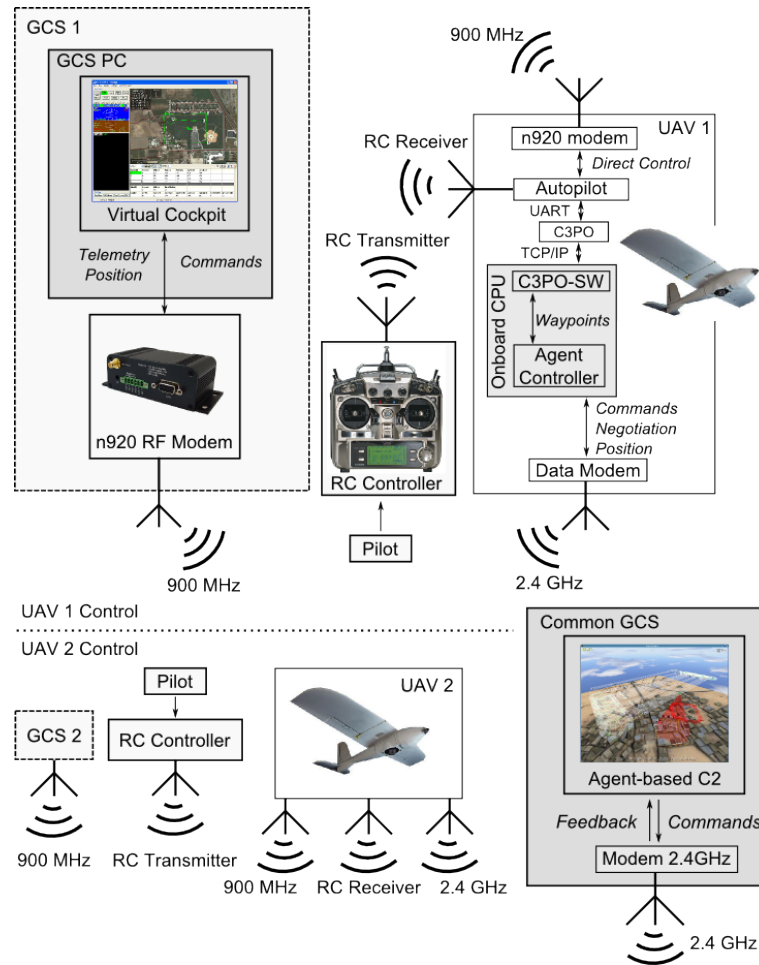 GCS 1
GCS PC
Virtual Cockpit
Telemetry
Position
Commands
n920 RF Modem
900 MHz
RC Transmitter
RC Controller
Pilot
900 MHz
RC Receiver
UAV 1
n920 modem
Direct Control
Autopilot
UART
C3PO
TCP/IP
Onboard CPU
C3PO-SW
Waypoints
Agent
Controller
Commands
Negotiation
Position
Data Modem
2.4 GHz
UAV 1 Control
UAV 2 Control
GCS 2
900 MHz
Pilot
RC Controller
RC Transmitter
UAV 2
900 MHz
RC Receiver
2.4 GHz
Common GCS
Agent-based C2
Feedback
Commands
Modem 2.4GHz
2.4 GHz